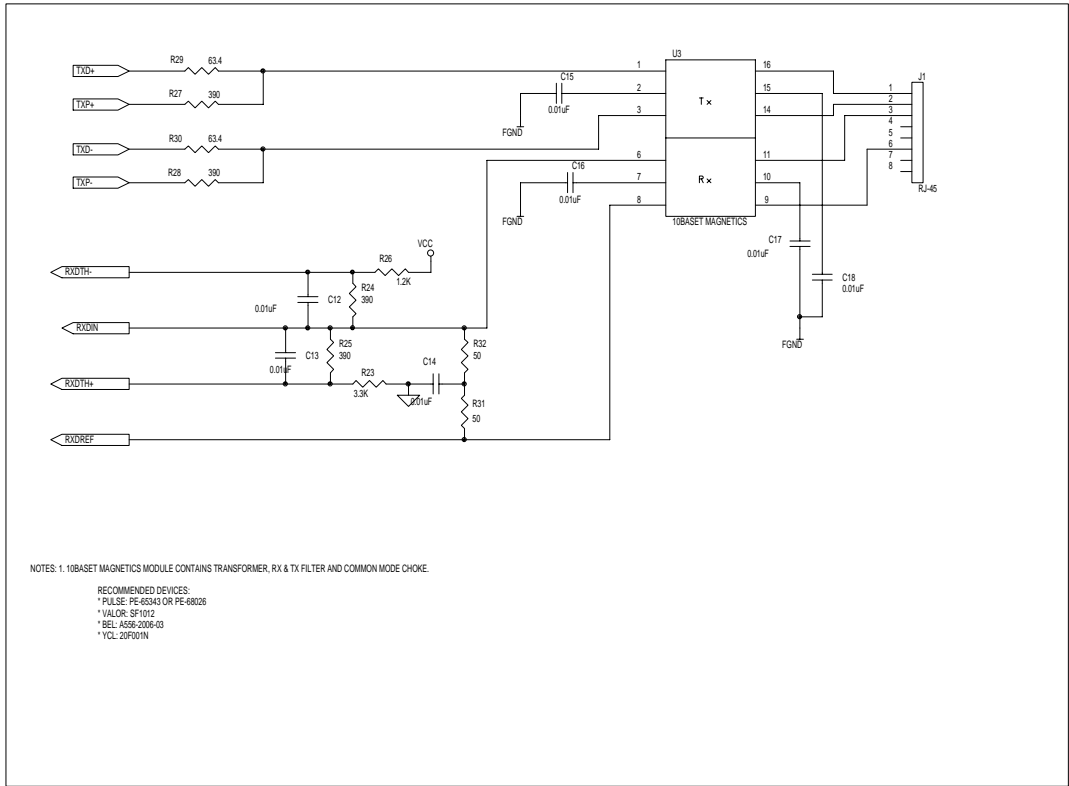 TXD+ R29 63.4
TXP+ R27 390
TXD- R30 63.4
TXP- R28 390
C15 0.01uF FGND
C16 0.01uF FGND
U3
1 16
2 15
3 14
T x
6 11
7 10
8 9
R x
10BASET MAGNETICS
J1
1
2
3
4
5
6
7
8
RJ-45
C17 0.01uF
C18 0.01uF
FGND
VCC
RXDTH- R26 1.2K
R24 390
0.01uF C12
RXDIN
R25 390
0.01uF C13
R32 50
C14 0.01uF
RXDTH+ R23 3.3K
R31 50
RXDREF
NOTES: 1. 10BASET MAGNETICS MODULE CONTAINS TRANSFORMER, RX & TX FILTER AND COMMON MODE CHOKE.
RECOMMENDED DEVICES:
* PULSE: PE-65343 OR PE-68026
* VALOR: SF1012
* BEL: A556-2006-03
* YCL: 20F001N